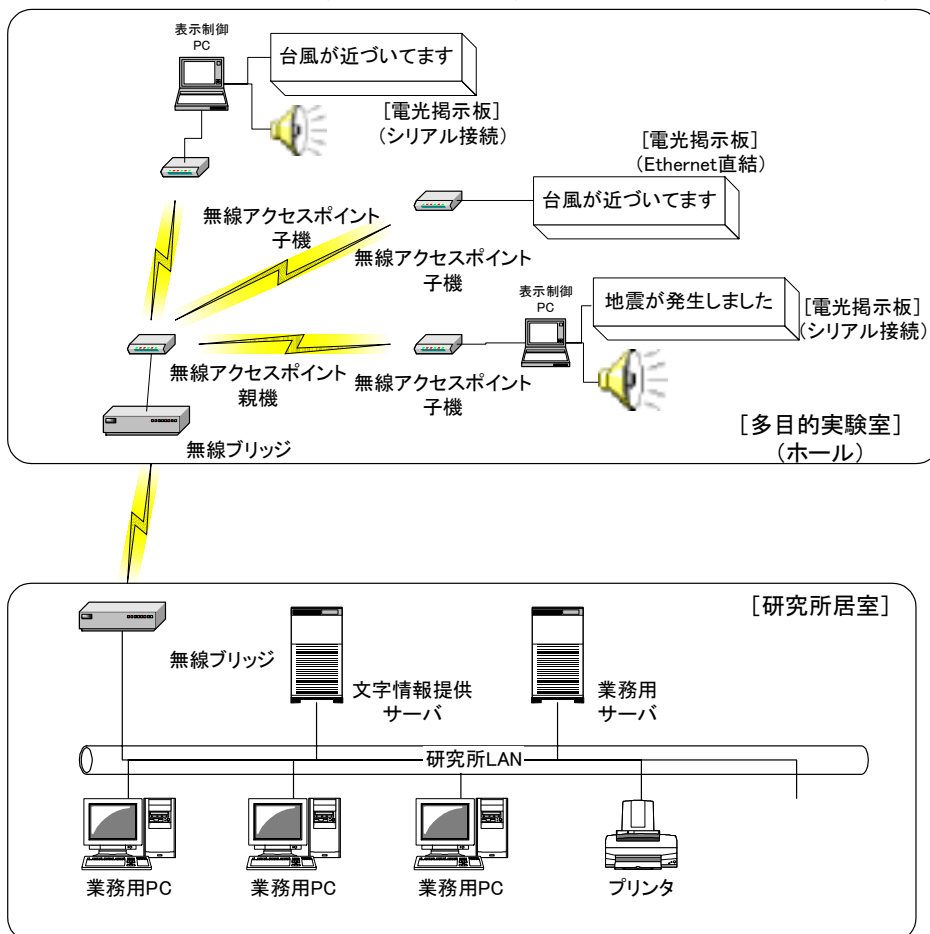 表示制御
PC
台風が近づいてます
[電光掲示板]
(シリアル接続)
[電光掲示板]
(Ethernet直結)
台風が近づいてます
無線アクセスポイント
子機
無線アクセスポイント
子機
表示制御
PC
地震が発生しました
[電光掲示板]
(シリアル接続)
無線アクセスポイント
親機
無線アクセスポイント
子機
無線ブリッジ
[多目的実験室]
(ホール)
[研究所居室]
無線ブリッジ
文字情報提供
サーバ
業務用
サーバ
研究所LAN
業務用PC
業務用PC
業務用PC
プリンタ